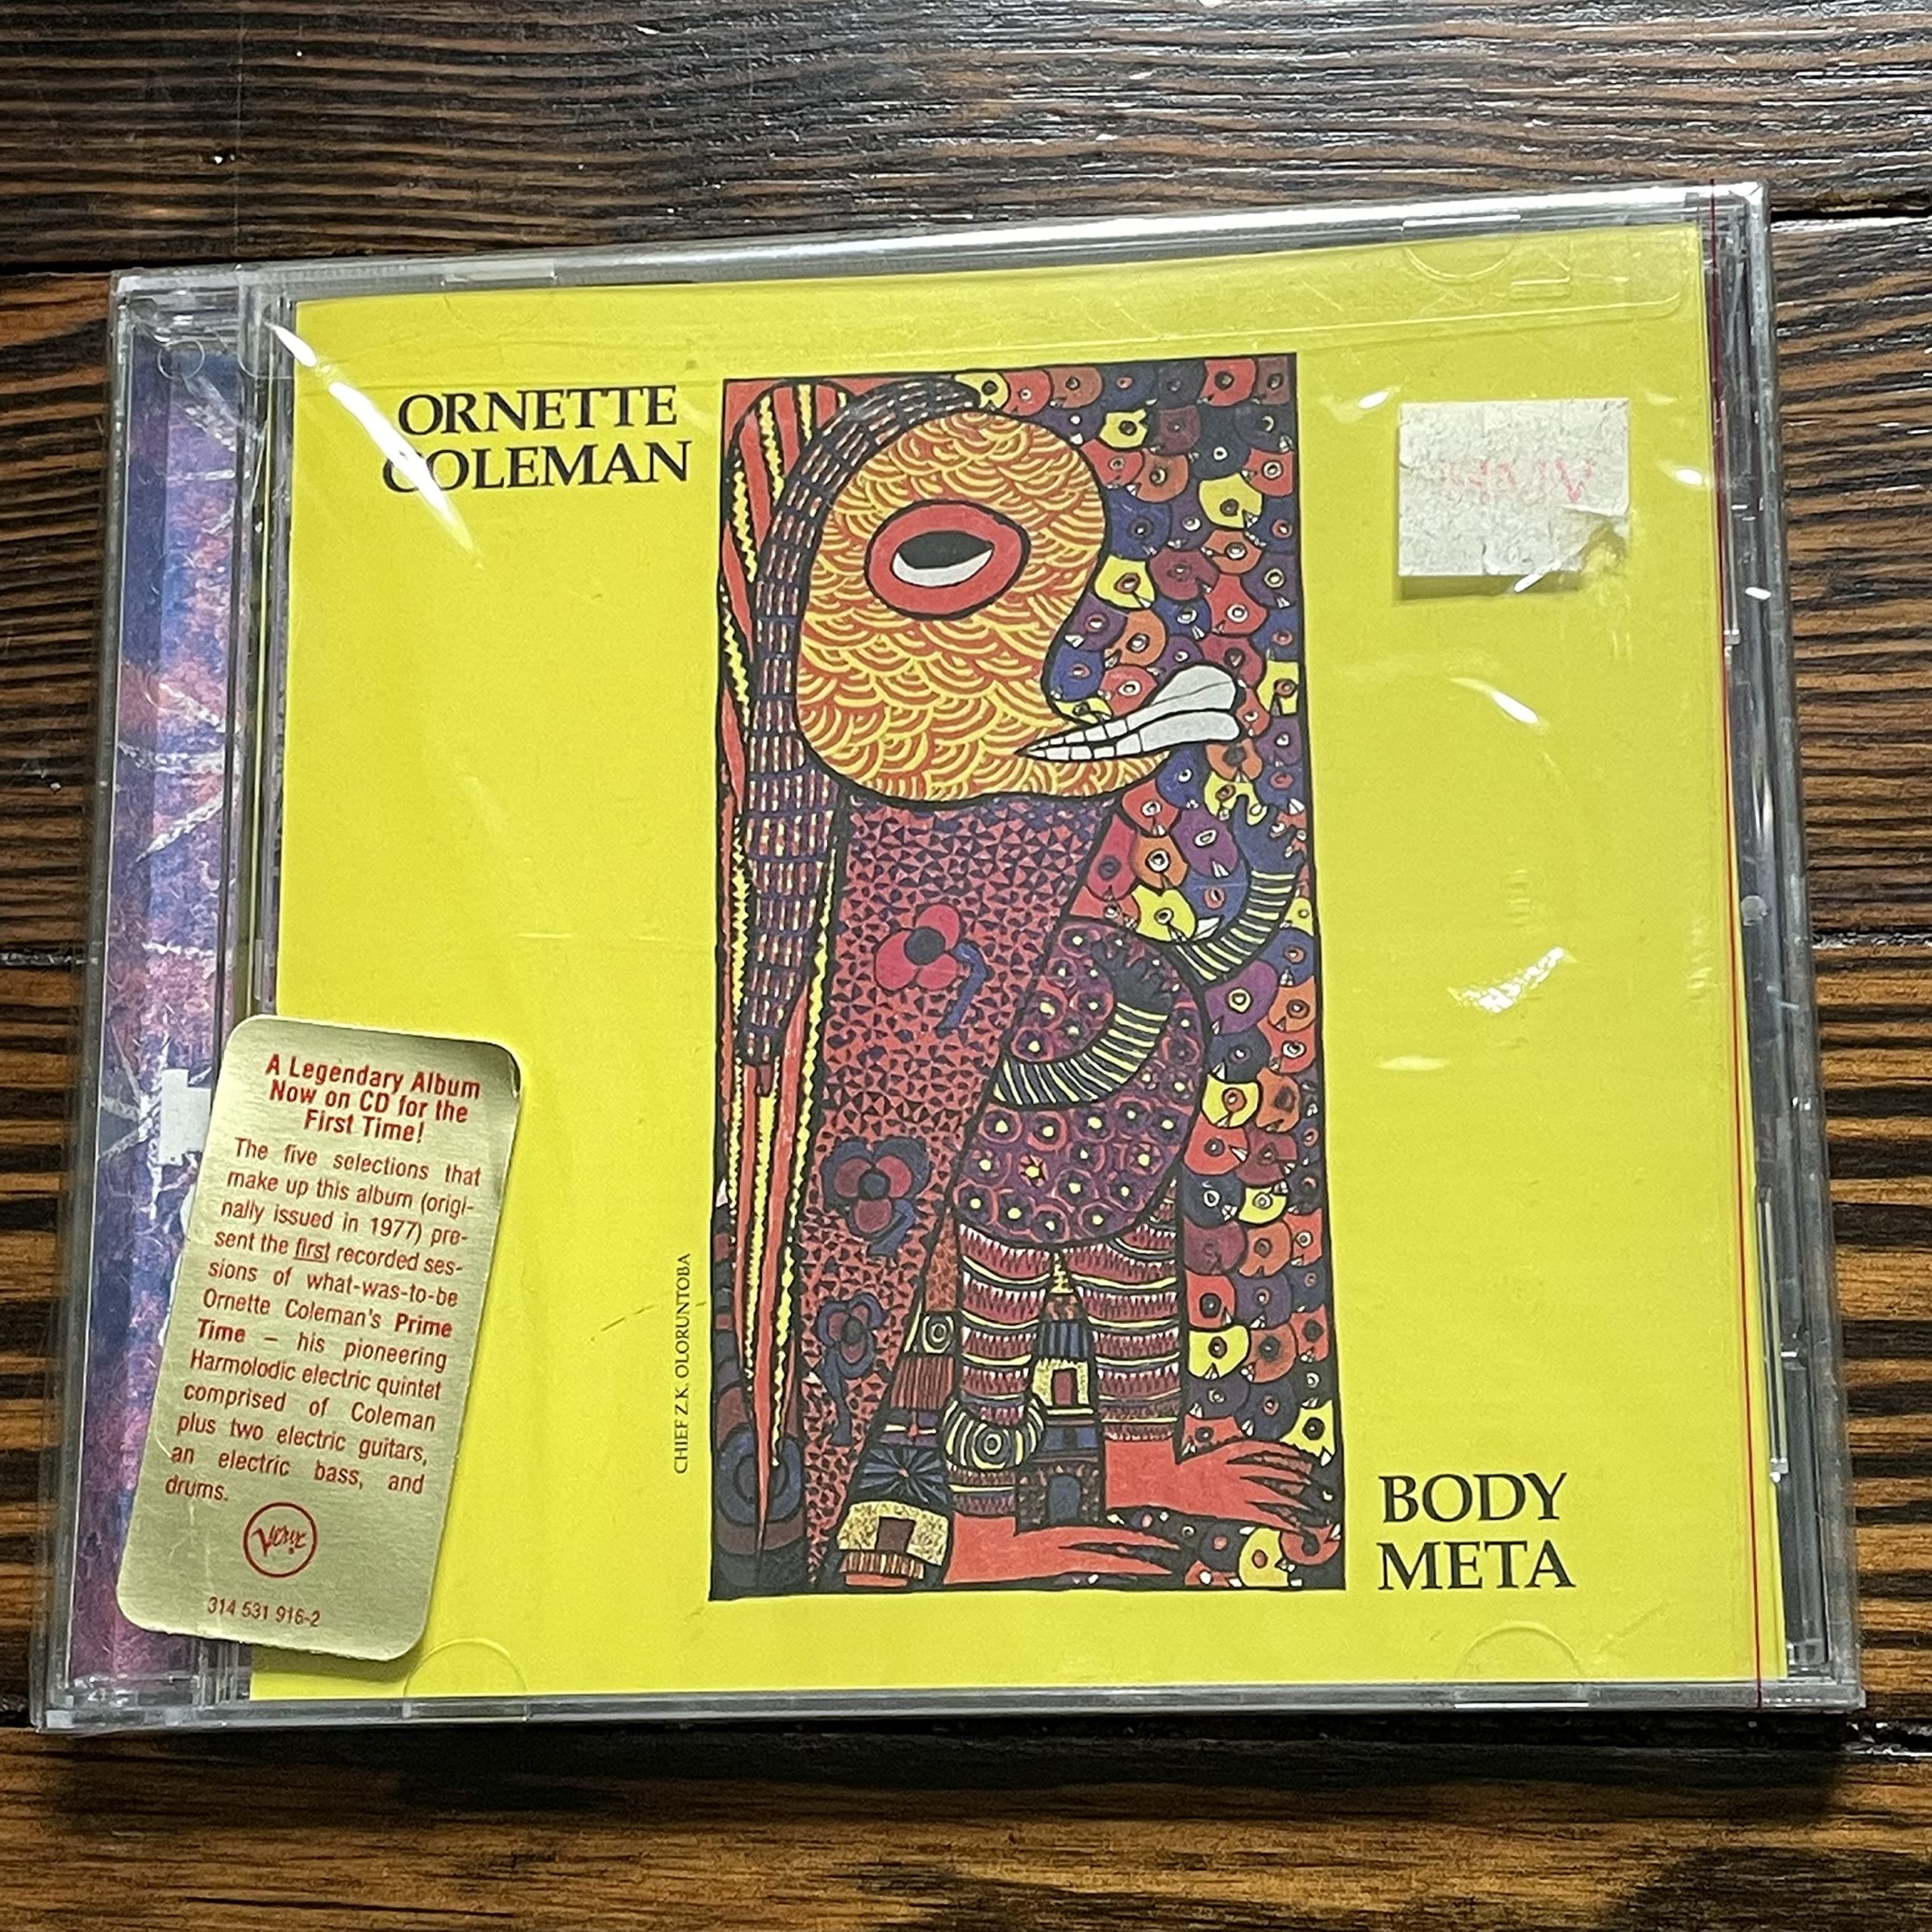 ORNETTE
COLEMAN
HMV
CHIEF Z.K. OLORUNTOBA
A Legendary Album
Now on CD for the
First Time!
The five selections that
make up this album (origi-
nally issued in 1977) pre-
sent the first recorded ses-
sions of what-was-to-be
Ornette Coleman's Prime
Time – his pioneering
Harmolodic electric quintet
comprised of Coleman
plus two electric guitars,
an electric bass, and
drums.
Verve
314 531 916-2
BODY
META